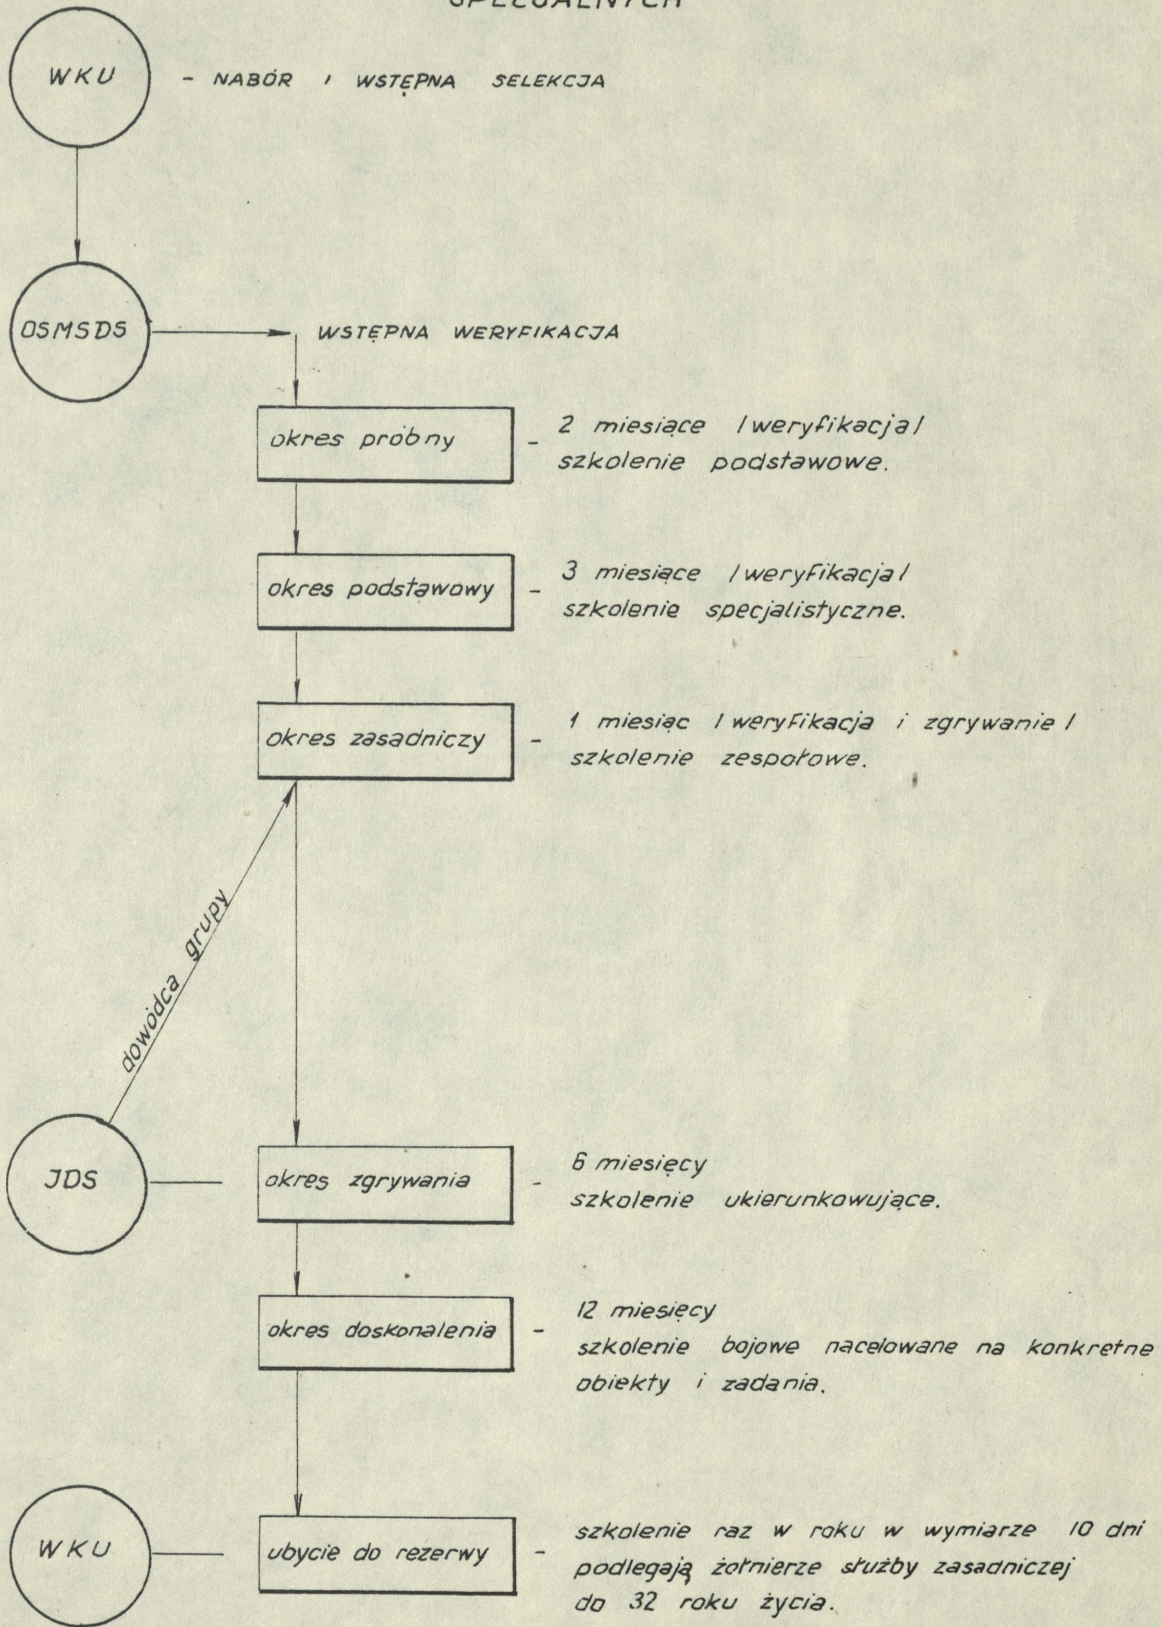 SPECJALNYCH
WKU
- NABÓR I WSTĘPNA SELEKCJA
OSMSDS
WSTĘPNA WERYFIKACJA
okres próbny
- 2 miesiące /weryfikacja/
szkolenie podstawowe.
okres podstawowy
- 3 miesiące /weryfikacja/
szkolenie specjalistyczne.
okres zasadniczy
- 1 miesiąc /weryfikacja i zgrywanie/
szkolenie zespołowe.
dowódca grupy
JDS
okres zgrywania
- 6 miesięcy
szkolenie ukierunkowujące.
okres doskonalenia
- 12 miesięcy
szkolenie bojowe nacelowane na konkretne
obiekty i zadania.
WKU
ubycie do rezerwy
- szkolenie raz w roku w wymiarze 10 dni
podlegają żołnierze służby zasadniczej
do 32 roku życia.